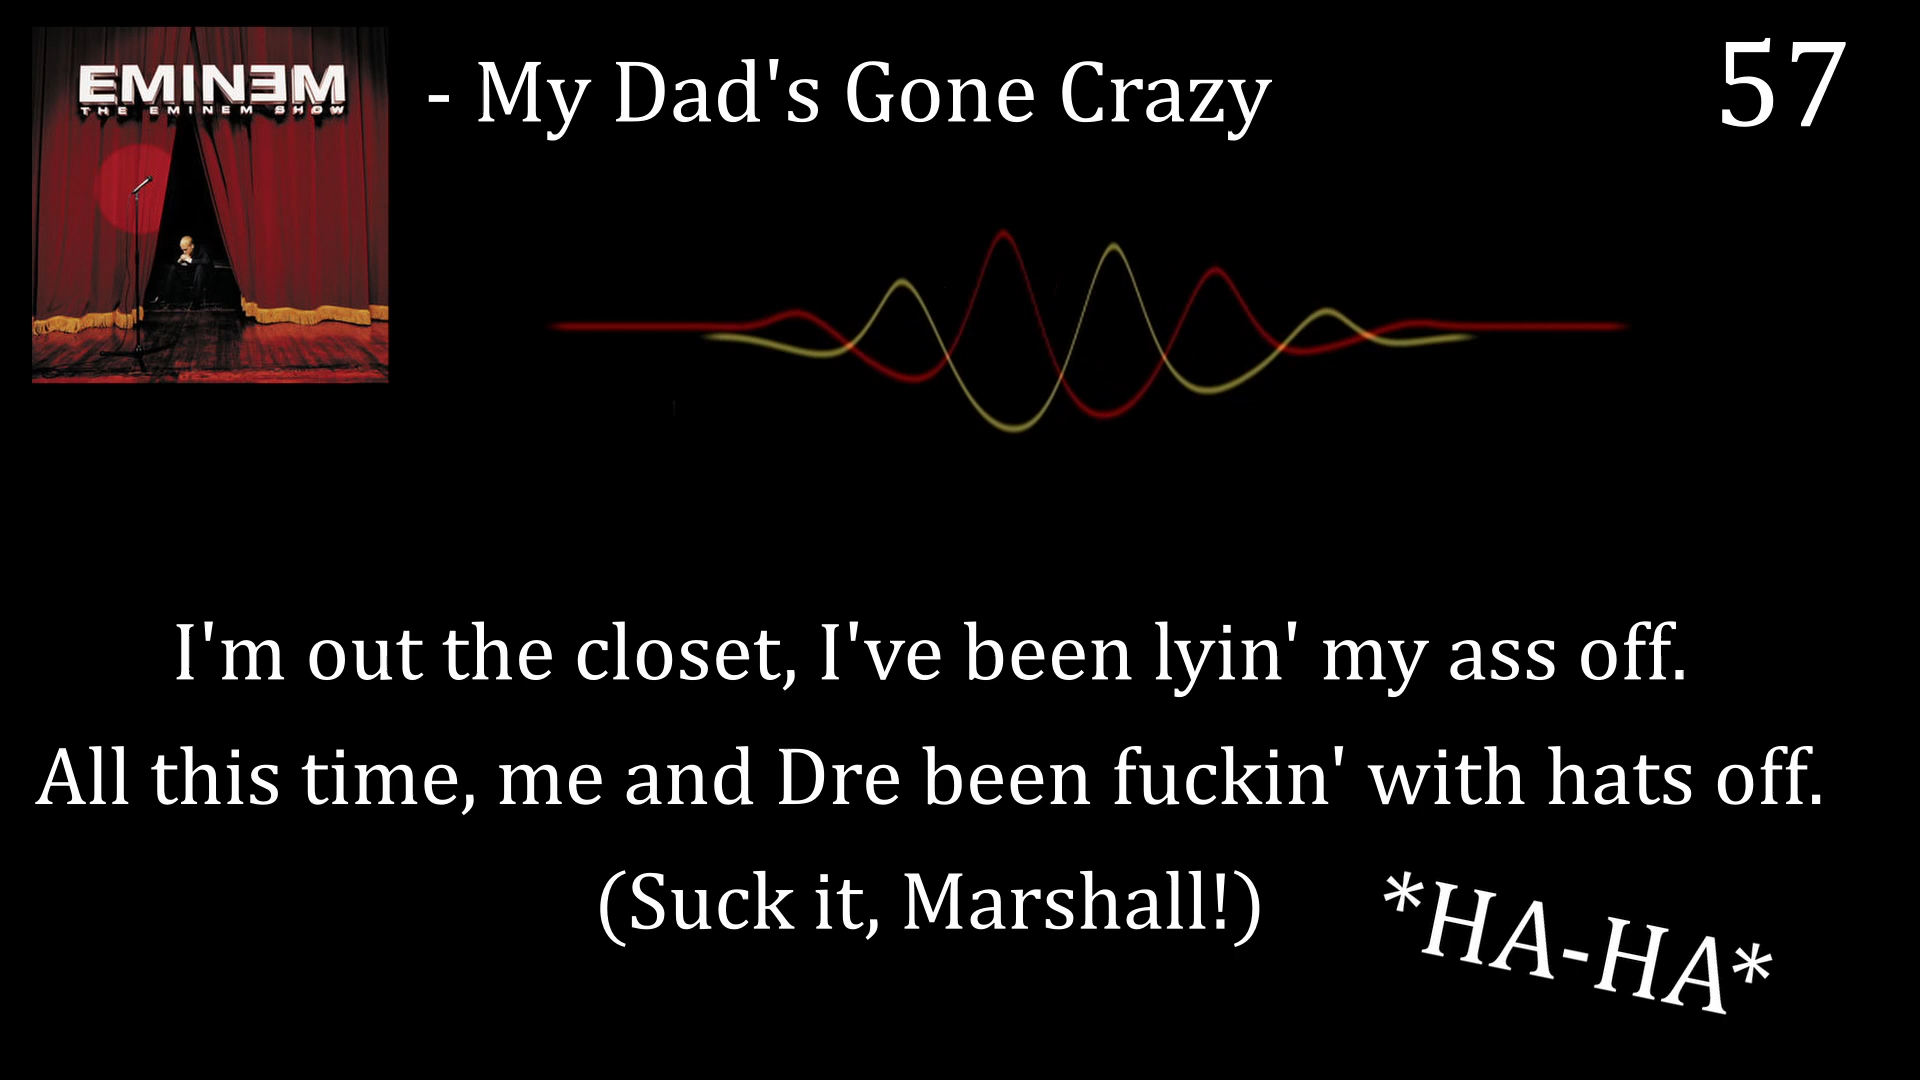 EMINƎM
THE EMINEM SHOW
- My Dad's Gone Crazy
57
I'm out the closet, I've been lyin' my ass off.
All this time, me and Dre been fuckin' with hats off.
(Suck it, Marshall!)
*HA-HA*